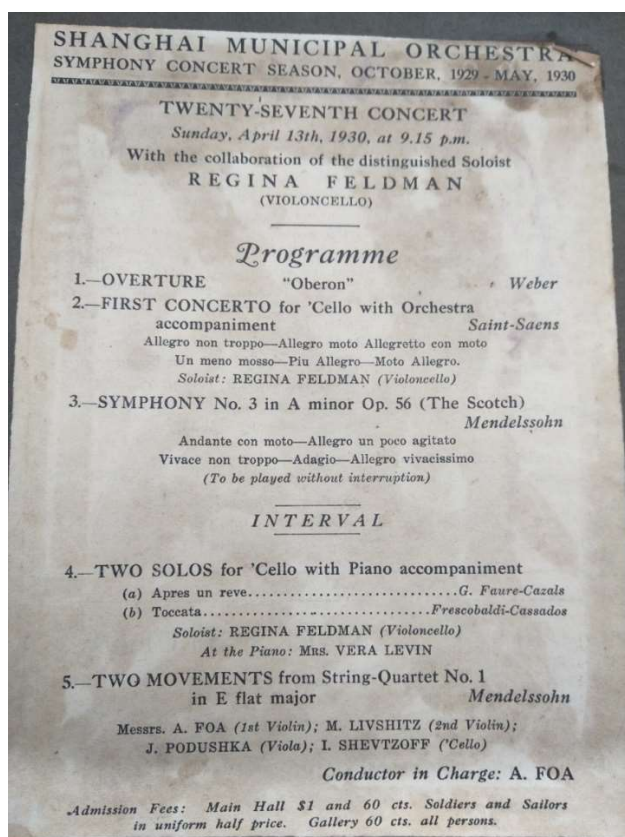 SHANGHAI MUNICIPAL ORCHESTRA
SYMPHONY CONCERT SEASON, OCTOBER, 1929 - MAY, 1930
TWENTY-SEVENTH CONCERT
Sunday, April 13th, 1930, at 9.15 p.m.
With the collaboration of the distinguished Soloist
REGINA FELDMAN
(VIOLONCELLO)
Programme
1.—OVERTURE "Oberon" Weber
2.—FIRST CONCERTO for 'Cello with Orchestra
accompaniment Saint-Saens
Allegro non troppo—Allegro moto Allegretto con moto
Un meno mosso—Piu Allegro—Moto Allegro.
Soloist: REGINA FELDMAN (Violoncello)
3.—SYMPHONY No. 3 in A minor Op. 56 (The Scotch)
Mendelssohn
Andante con moto—Allegro un poco agitato
Vivace non troppo—Adagio—Allegro vivacissimo
(To be played without interruption)
INTERVAL
4.—TWO SOLOS for 'Cello with Piano accompaniment
(a) Apres un reve............................G. Faure-Cazals
(b) Toccata..............................Frescobaldi-Cassados
Soloist: REGINA FELDMAN (Violoncello)
At the Piano: MRS. VERA LEVIN
5.—TWO MOVEMENTS from String-Quartet No. 1
in E flat major Mendelssohn
Messrs. A. FOA (1st Violin); M. LIVSHITZ (2nd Violin);
J. PODUSHKA (Viola); I. SHEVTZOFF ('Cello)
Conductor in Charge: A. FOA
Admission Fees: Main Hall $1 and 60 cts. Soldiers and Sailors
in uniform half price. Gallery 60 cts. all persons.